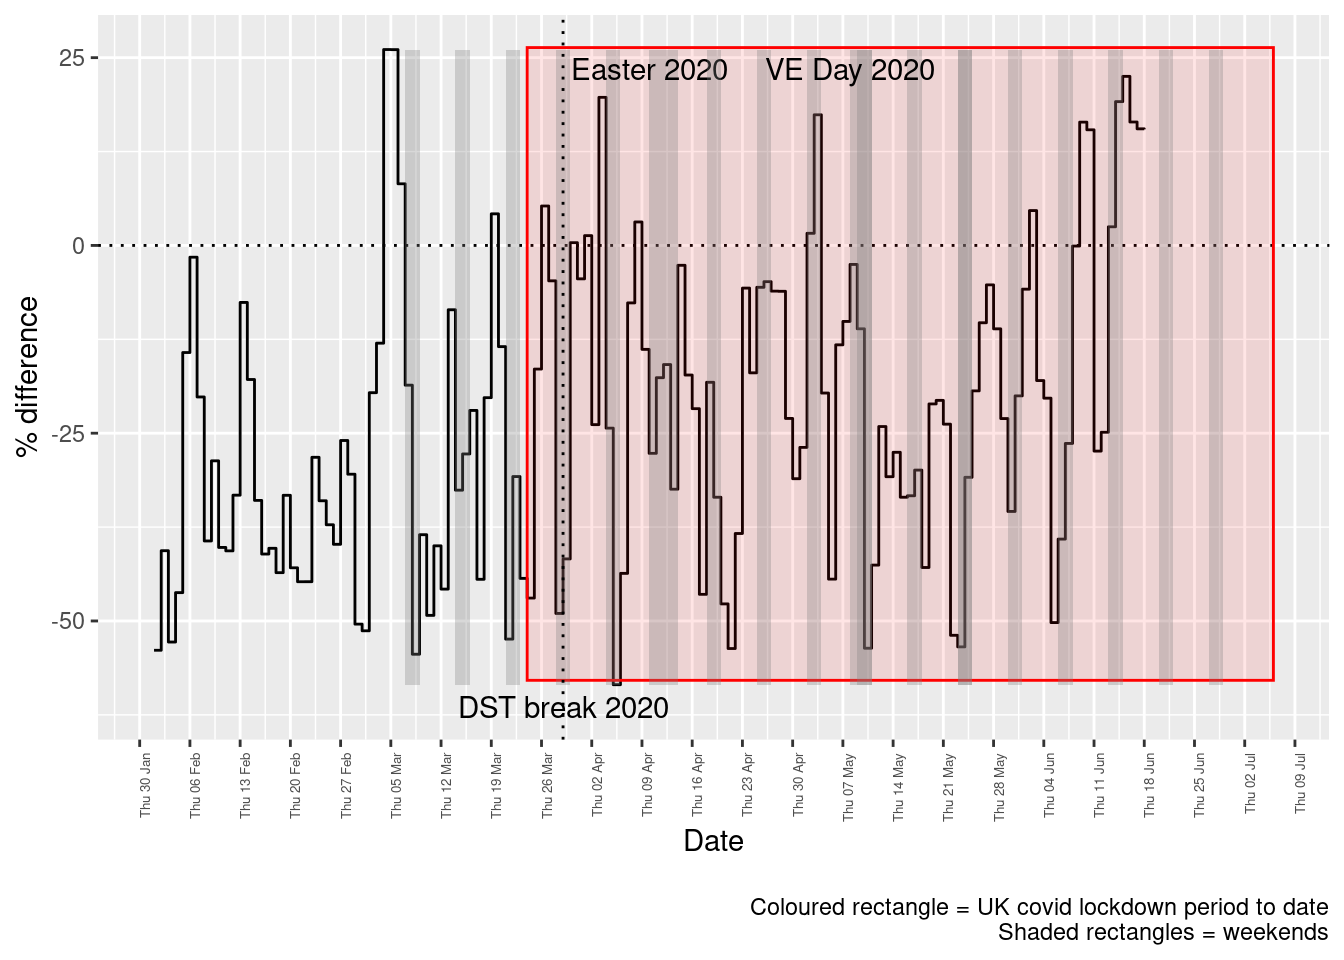 25
0
-25
-50
% difference
Easter 2020
VE Day 2020
DST break 2020
Thu 30 Jan
Thu 06 Feb
Thu 13 Feb
Thu 20 Feb
Thu 27 Feb
Thu 05 Mar
Thu 12 Mar
Thu 19 Mar
Thu 26 Mar
Thu 02 Apr
Thu 09 Apr
Thu 16 Apr
Thu 23 Apr
Thu 30 Apr
Thu 07 May
Thu 14 May
Thu 21 May
Thu 28 May
Thu 04 Jun
Thu 11 Jun
Thu 18 Jun
Thu 25 Jun
Thu 02 Jul
Thu 09 Jul
Date
Coloured rectangle = UK covid lockdown period to date
Shaded rectangles = weekends